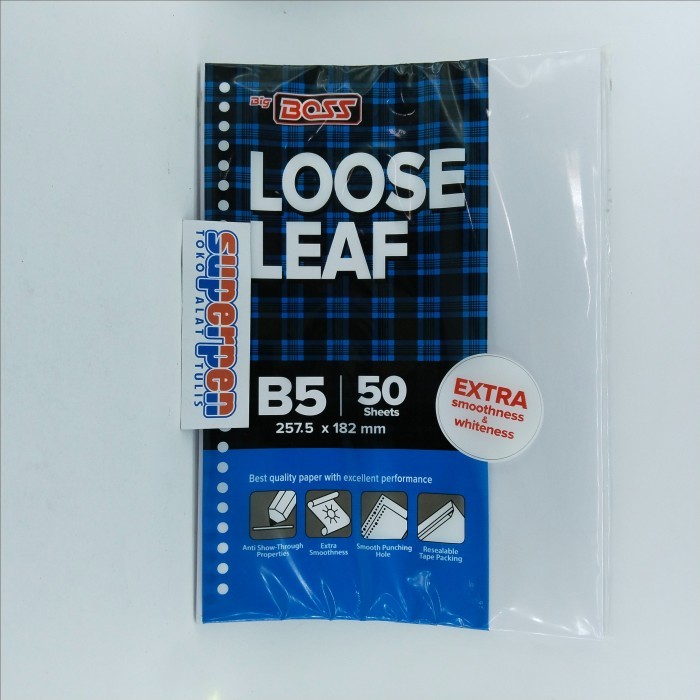 Big BOSS
LOOSE
LEAF
superpen
TOKO ALAT TULIS
B5
50
Sheets
257.5 x 182 mm
EXTRA
smoothness
&
whiteness
Best quality paper with excellent performance
Anti Show-Through
Properties
Extra
Smoothness
Smooth Punching
Hole
Resealable
Tape Packing